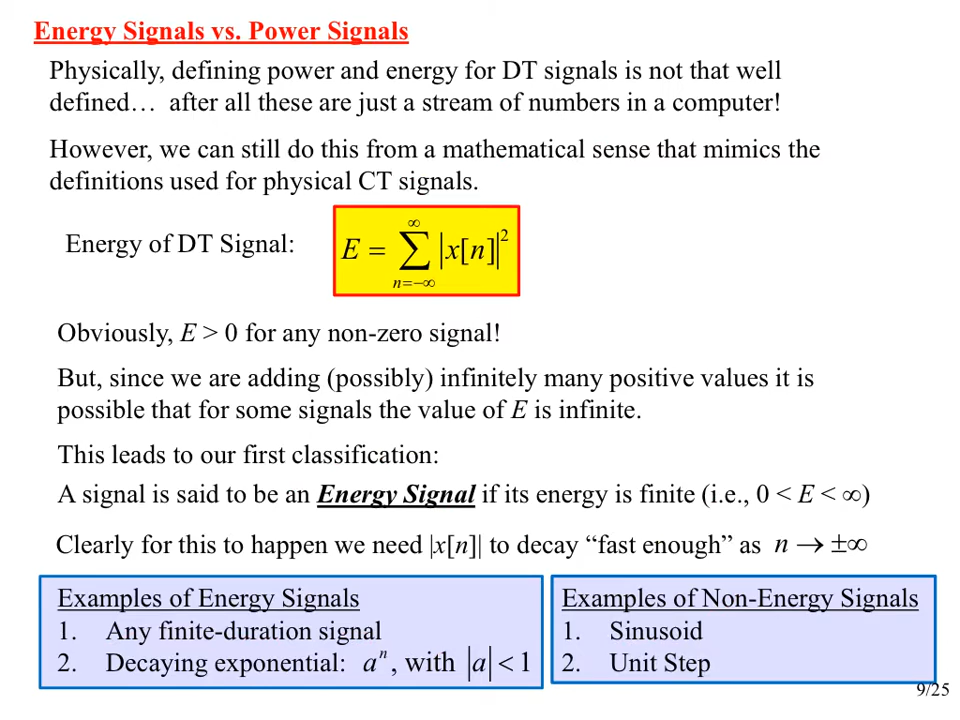 Energy Signals vs. Power Signals
Physically, defining power and energy for DT signals is not that well
defined… after all these are just a stream of numbers in a computer!
However, we can still do this from a mathematical sense that mimics the
definitions used for physical CT signals.
Energy of DT Signal: E = ∑_{n=−∞}^{∞} |x[n]|²
Obviously, E > 0 for any non-zero signal!
But, since we are adding (possibly) infinitely many positive values it is
possible that for some signals the value of E is infinite.
This leads to our first classification:
A signal is said to be an Energy Signal if its energy is finite (i.e., 0 < E < ∞)
Clearly for this to happen we need |x[n]| to decay “fast enough” as n → ±∞
Examples of Energy Signals
1. Any finite-duration signal
2. Decaying exponential: aⁿ, with |a| < 1
Examples of Non-Energy Signals
1. Sinusoid
2. Unit Step
9/25